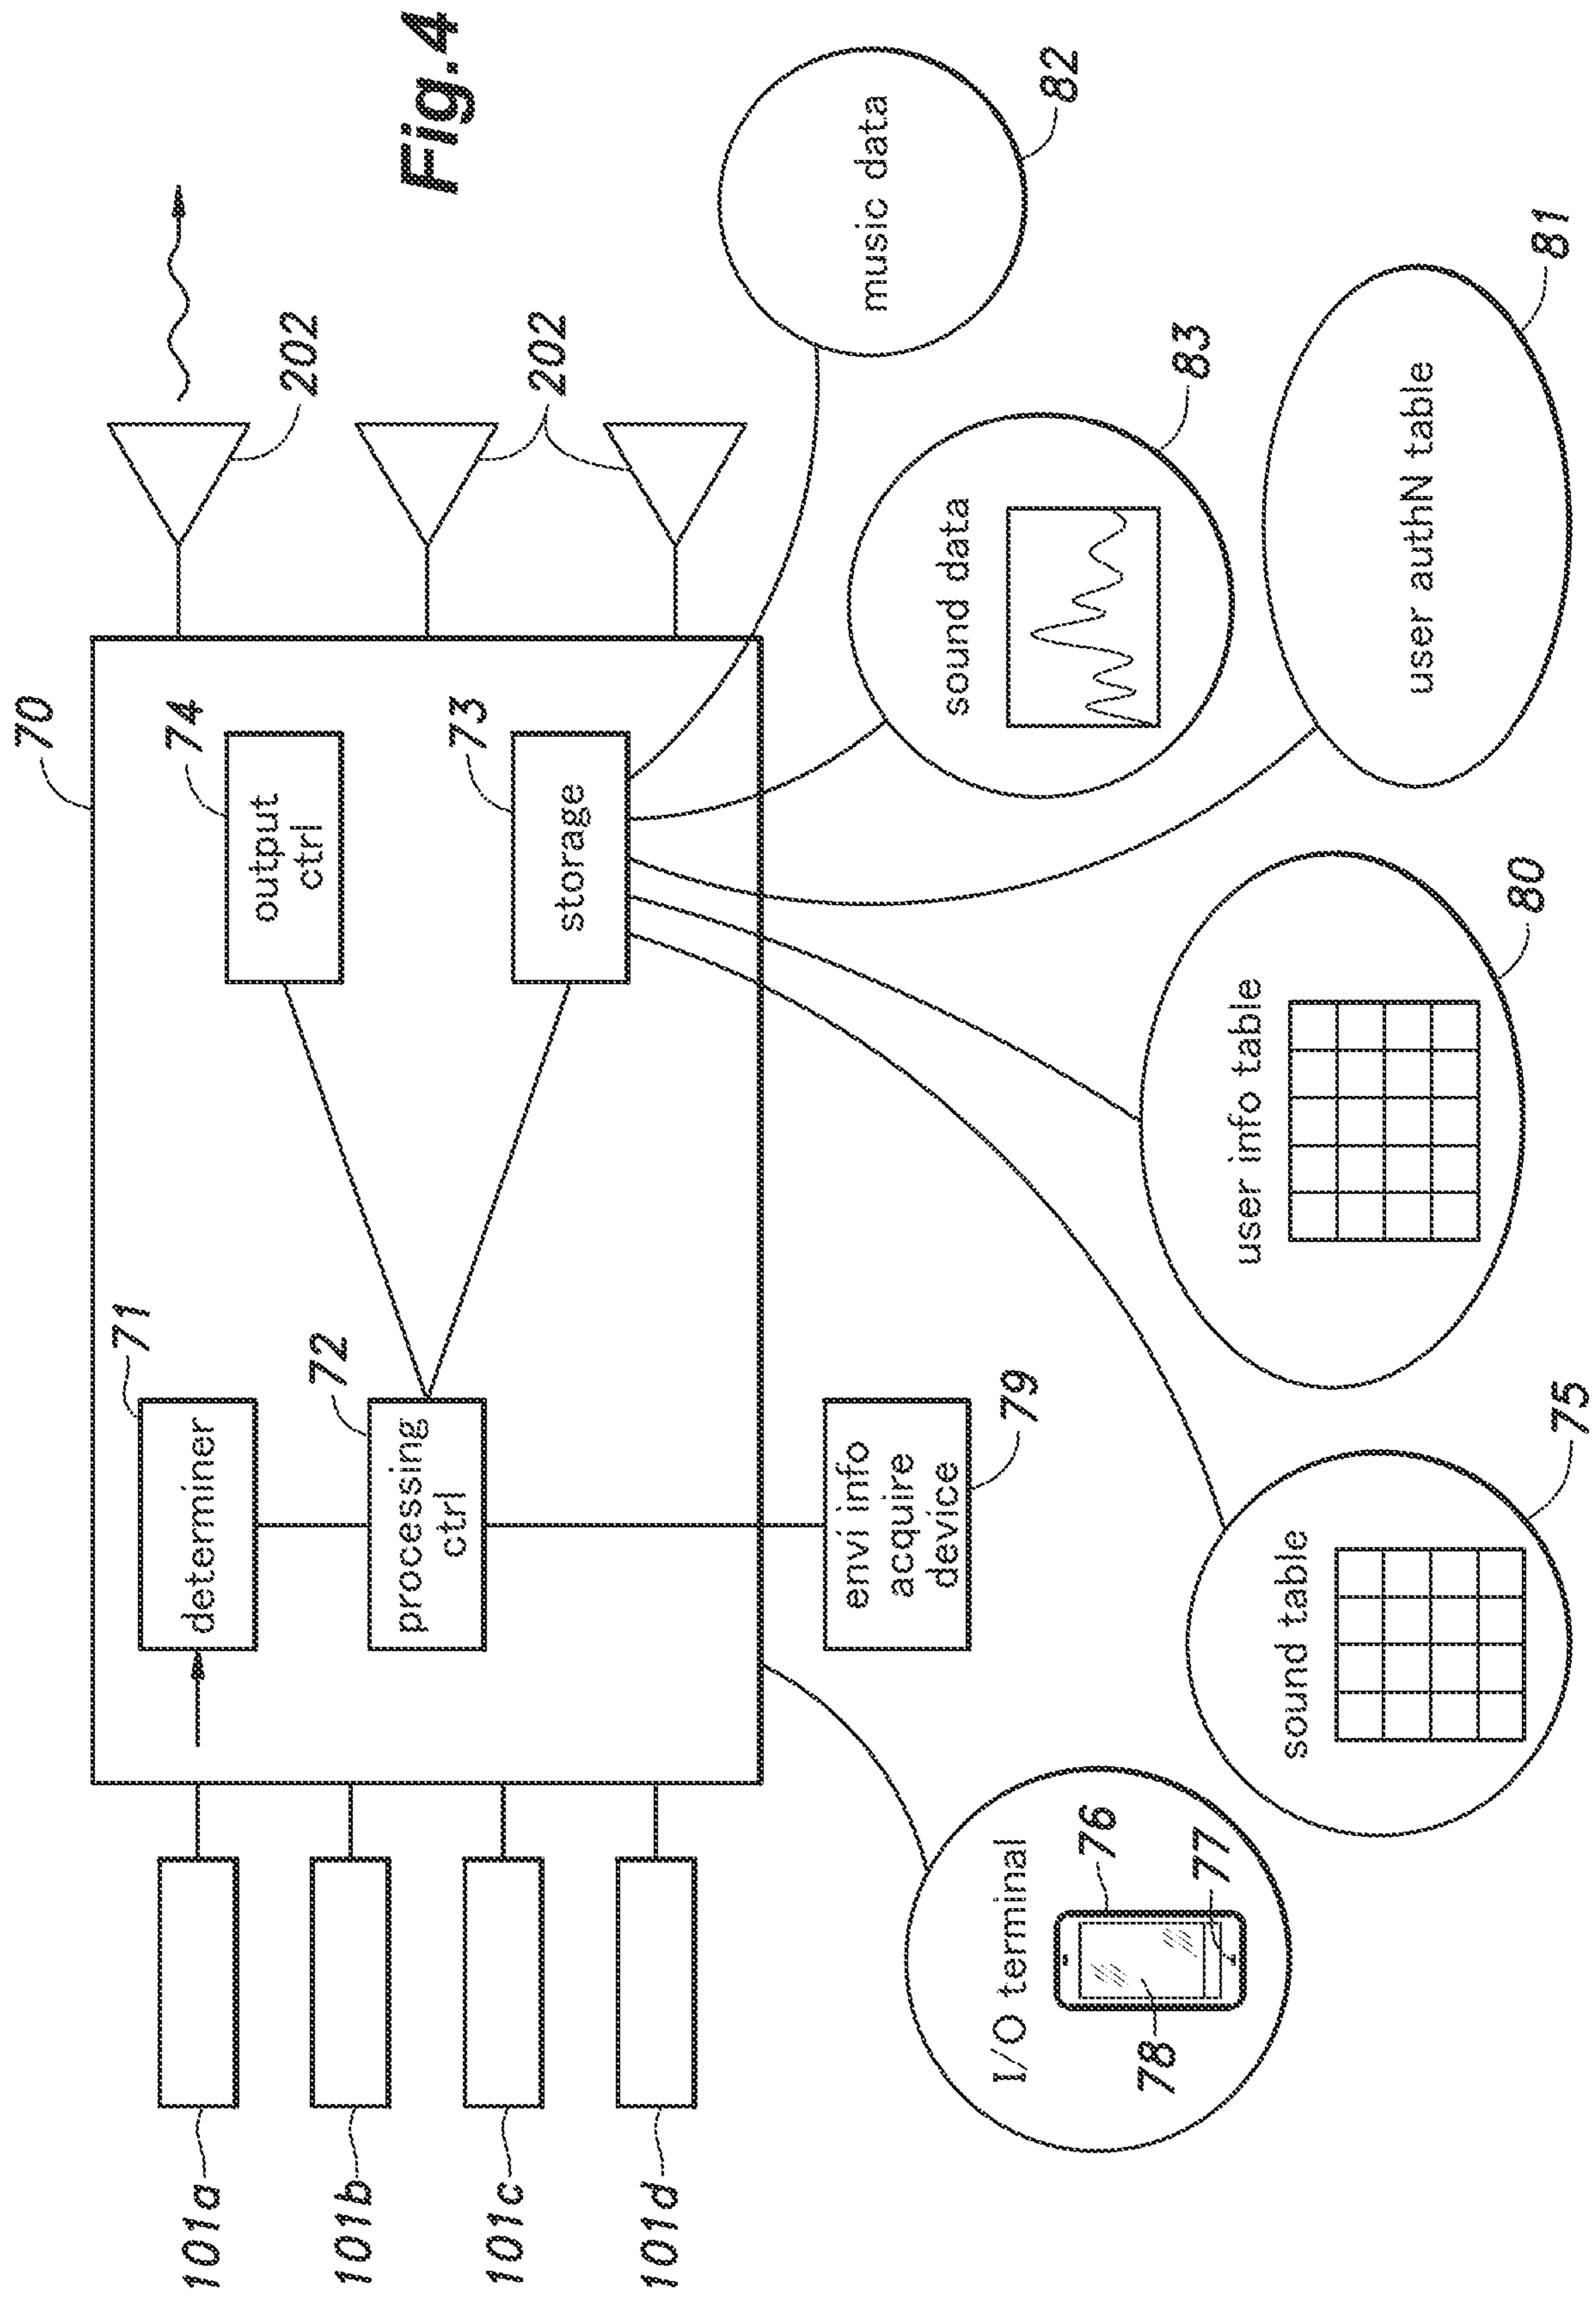 Fig.4
70
71
determiner
72
processing
ctrl
74
output
ctrl
73
storage
202
202
101a
101b
101c
101d
envi info
acquire
device
79
I/O terminal
76
77
78
sound table
75
user info table
80
user authN table
81
sound data
83
music data
82